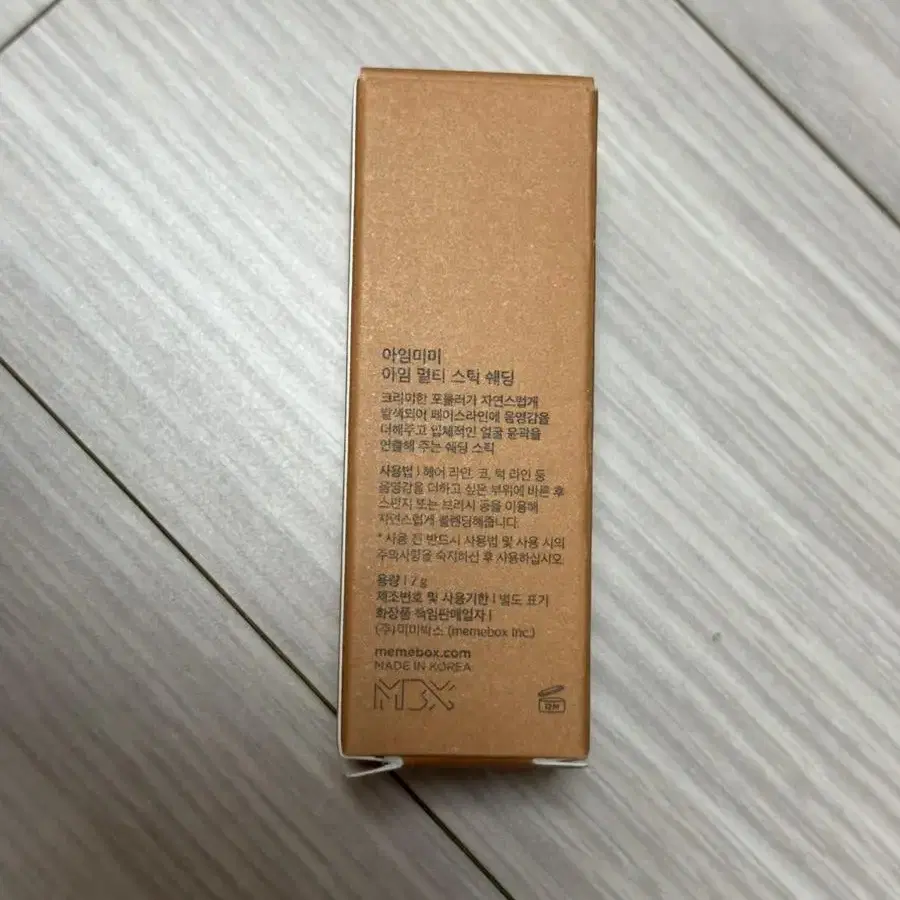 아임미미
아임 멀티 스틱 쉐딩
크리미한 포뮬러가 자연스럽게
발색되어 페이스라인에 음영감을
더해주고 입체적인 얼굴 윤곽을
연출해 주는 쉐딩 스틱
사용법 | 헤어 라인, 코, 턱 라인 등
음영감을 더하고 싶은 부위에 바른 후
스펀지 또는 브러시 등을 이용해
자연스럽게 블렌딩해줍니다.
* 사용 전 반드시 사용법 및 사용 시의
주의사항을 숙지하신 후 사용하십시오.
용량 | 7 g
제조번호 및 사용기한 | 별도 표기
화장품 책임판매업자 |
(주)미미박스 (memebox Inc.)
memebox.com
MADE IN KOREA
MBX
12M